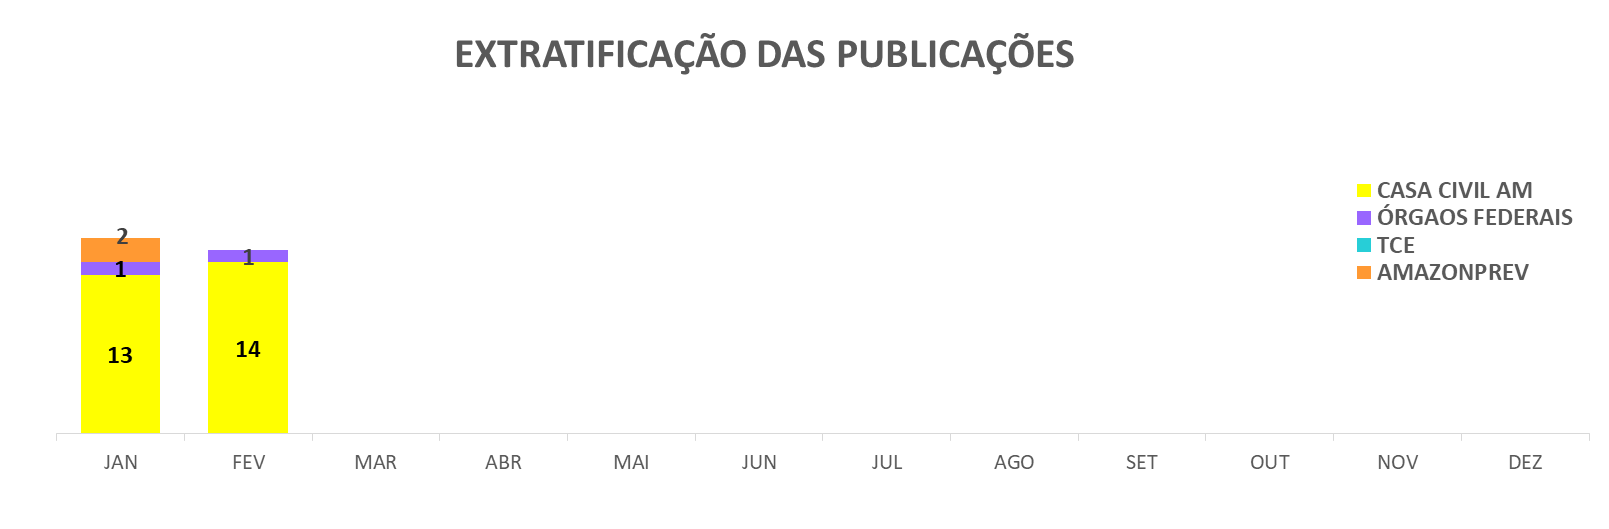 EXTRATIFICAÇÃO DAS PUBLICAÇÕES
CASA CIVIL AM
ÓRGAOS FEDERAIS
TCE
AMAZONPREV
2
1
1
13
14
JAN FEV MAR ABR MAI JUN JUL AGO SET OUT NOV DEZ